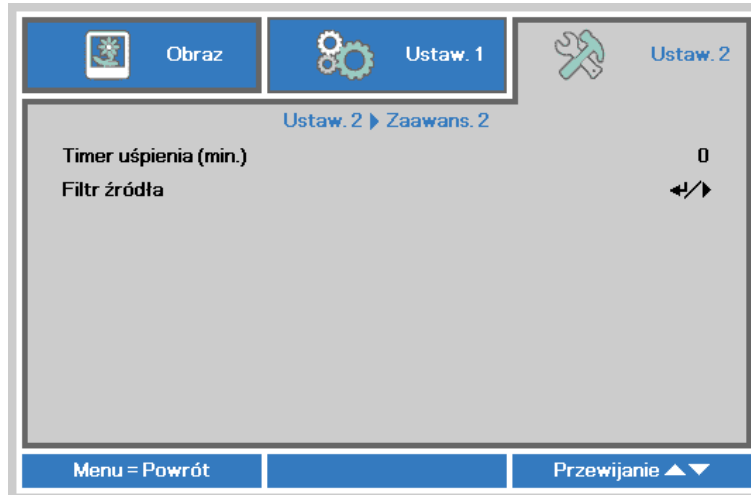 Obraz
Ustaw. 1
Ustaw. 2
Ustaw. 2 ▶ Zaawans. 2
Timer uśpienia (min.) 0
Filtr źródła ↵/▶
Menu = Powrót
Przewijanie ▲▼